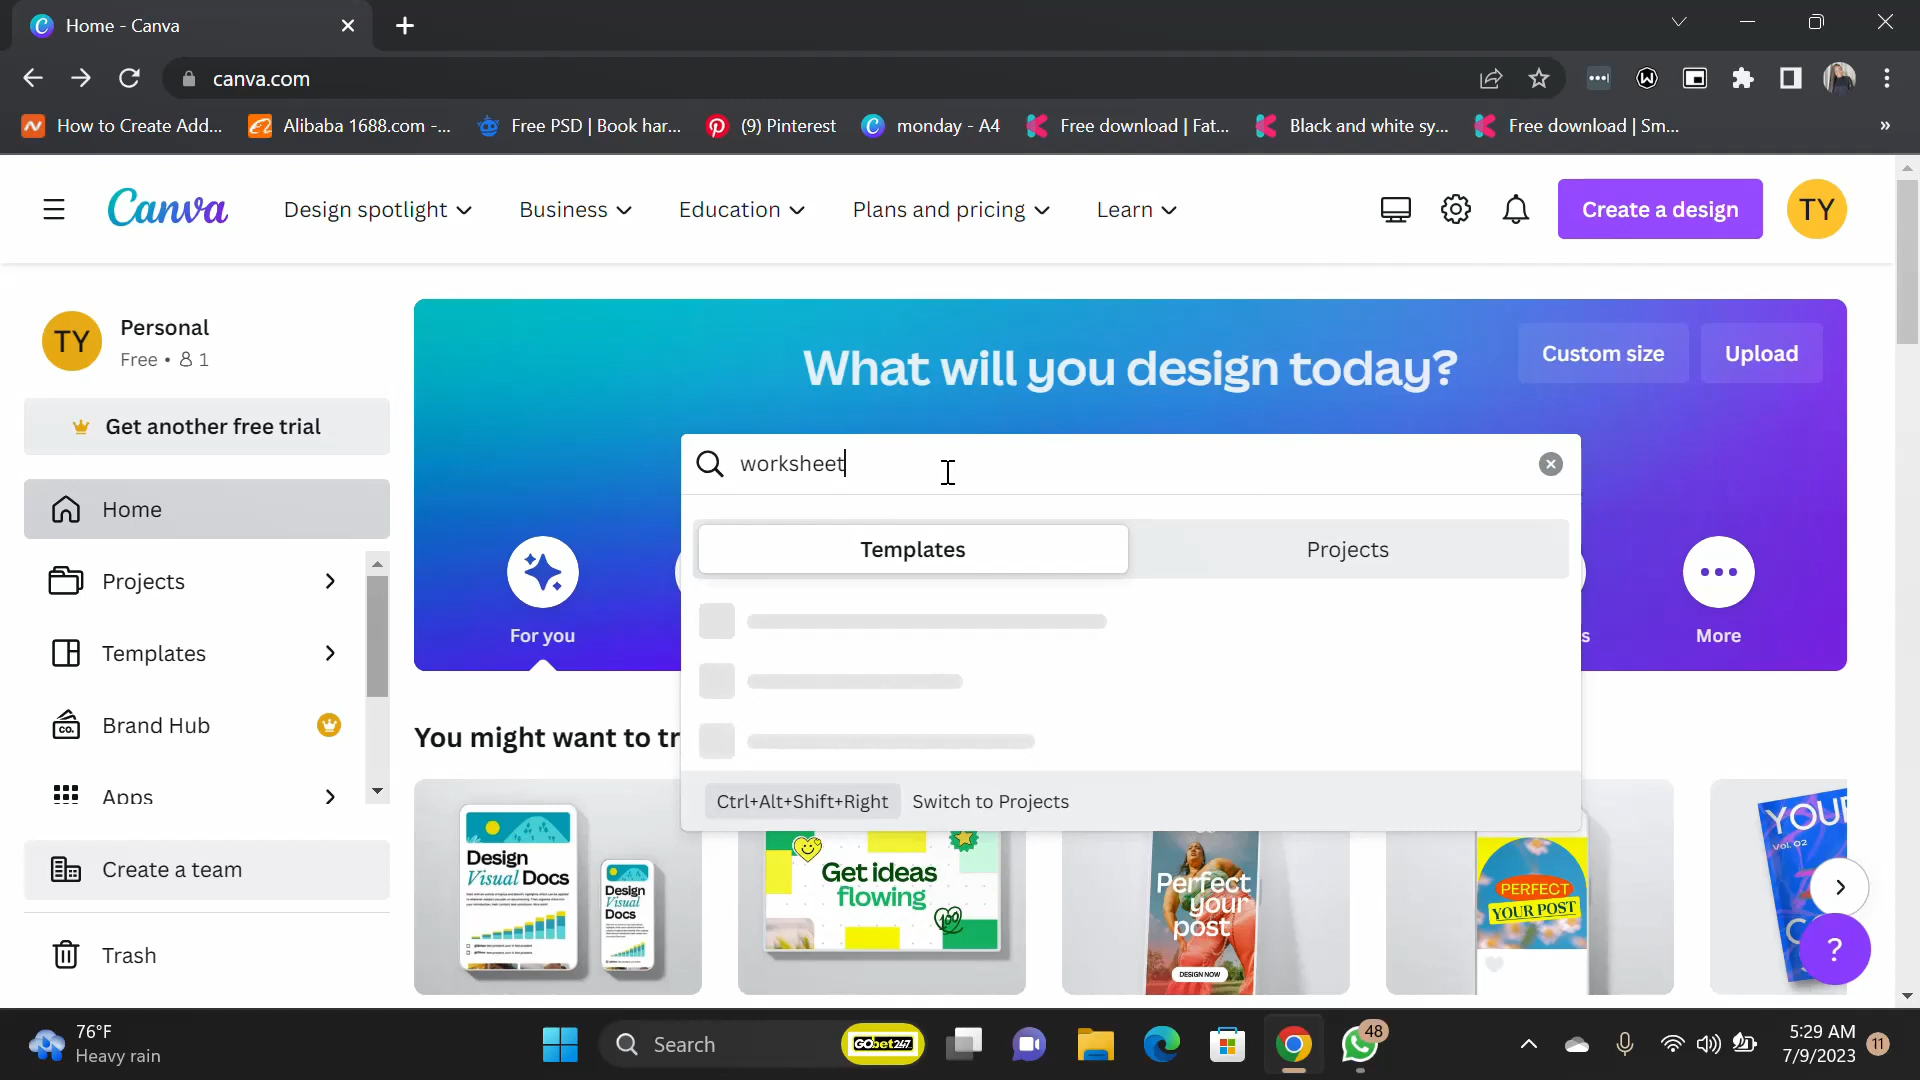 Home - Canva
canva.com
How to Create Add...
Alibaba 1688.com -...
Free PSD | Book har...
(9) Pinterest
monday - A4
Free download | Fat...
Black and white sy...
Free download | Sm...
»
Canva
Design spotlight
Business
Education
Plans and pricing
Learn
Create a design
TY
TY
Personal
Free • 1
Get another free trial
Home
Projects
Templates
Brand Hub
Apps
Create a team
Trash
What will you design today?
Custom size
Upload
worksheet
Templates
Projects
Ctrl+Alt+Shift+Right
Switch to Projects
For you
s
More
You might want to tr
Design
Visual Docs
Design
Visual
Docs
Get ideas
flowing
100
Perfect
your
post
DESIGN NOW
PERFECT
YOUR POST
YOUR
Vol. 02
?
76°F
Heavy rain
Search
GObet247
48
5:29 AM
7/9/2023
11